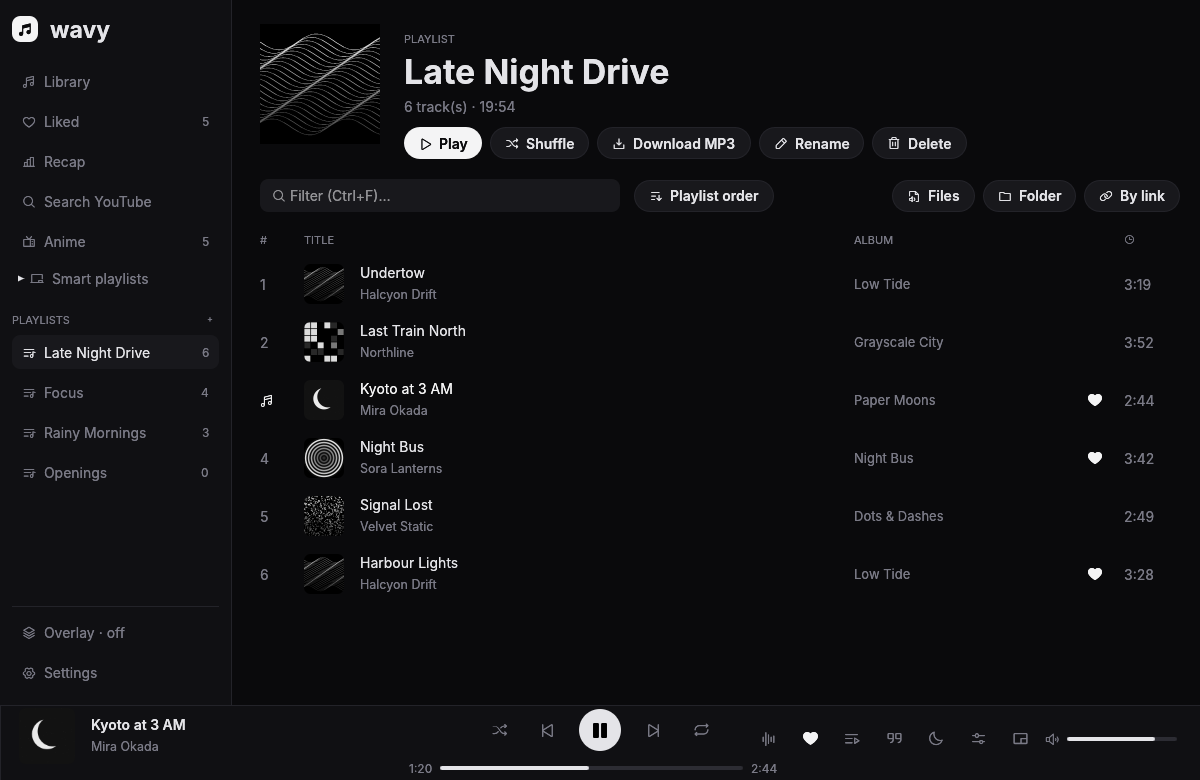 wavy
Library
Liked 5
Recap
Search YouTube
Anime 5
Smart playlists
PLAYLISTS +
Late Night Drive 6
Focus 4
Rainy Mornings 3
Openings 0
Overlay · off
Settings
PLAYLIST
Late Night Drive
6 track(s) · 19:54
Play Shuffle Download MP3 Rename Delete
Filter (Ctrl+F)... Playlist order Files Folder By link
# TITLE ALBUM
1 Undertow Low Tide 3:19
Halcyon Drift
2 Last Train North Grayscale City 3:52
Northline
Kyoto at 3 AM Paper Moons 2:44
Mira Okada
4 Night Bus Night Bus 3:42
Sora Lanterns
5 Signal Lost Dots & Dashes 2:49
Velvet Static
6 Harbour Lights Low Tide 3:28
Halcyon Drift
Kyoto at 3 AM
Mira Okada
1:20 2:44